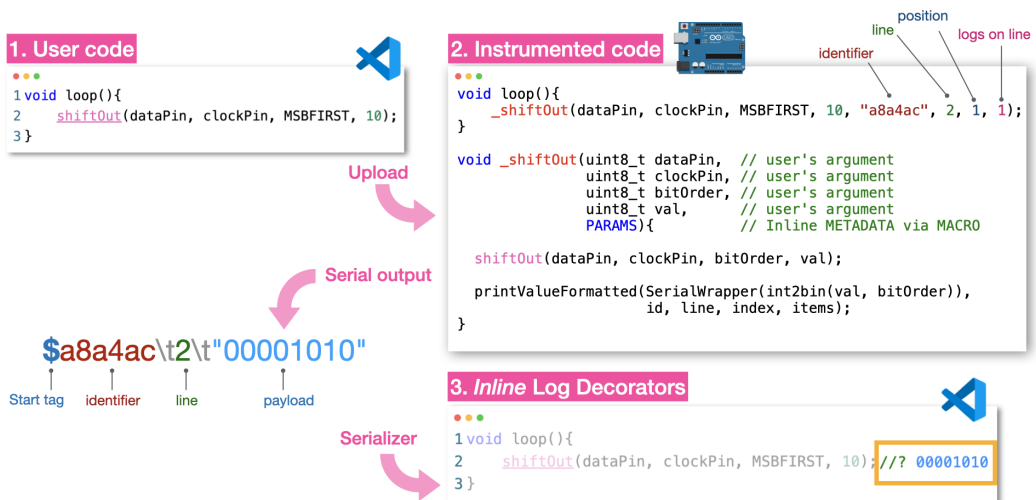 1. User code
1 void loop(){
2 shiftOut(dataPin, clockPin, MSBFIRST, 10);
3 }
Upload
2. Instrumented code
identifier
line
position
logs on line
void loop(){
_shiftOut(dataPin, clockPin, MSBFIRST, 10, "a8a4ac", 2, 1, 1);
}
void _shiftOut(uint8_t dataPin, // user's argument
uint8_t clockPin, // user's argument
uint8_t bitOrder, // user's argument
uint8_t val, // user's argument
PARAMS){ // Inline METADATA via MACRO
shiftOut(dataPin, clockPin, bitOrder, val);
printValueFormatted(SerialWrapper(int2bin(val, bitOrder)),
id, line, index, items);
}
Serial output
$a8a4ac\t2\t"00001010"
Start tag identifier line payload
Serializer
3. Inline Log Decorators
1 void loop(){
2 shiftOut(dataPin, clockPin, MSBFIRST, 10);//? 00001010
3 }